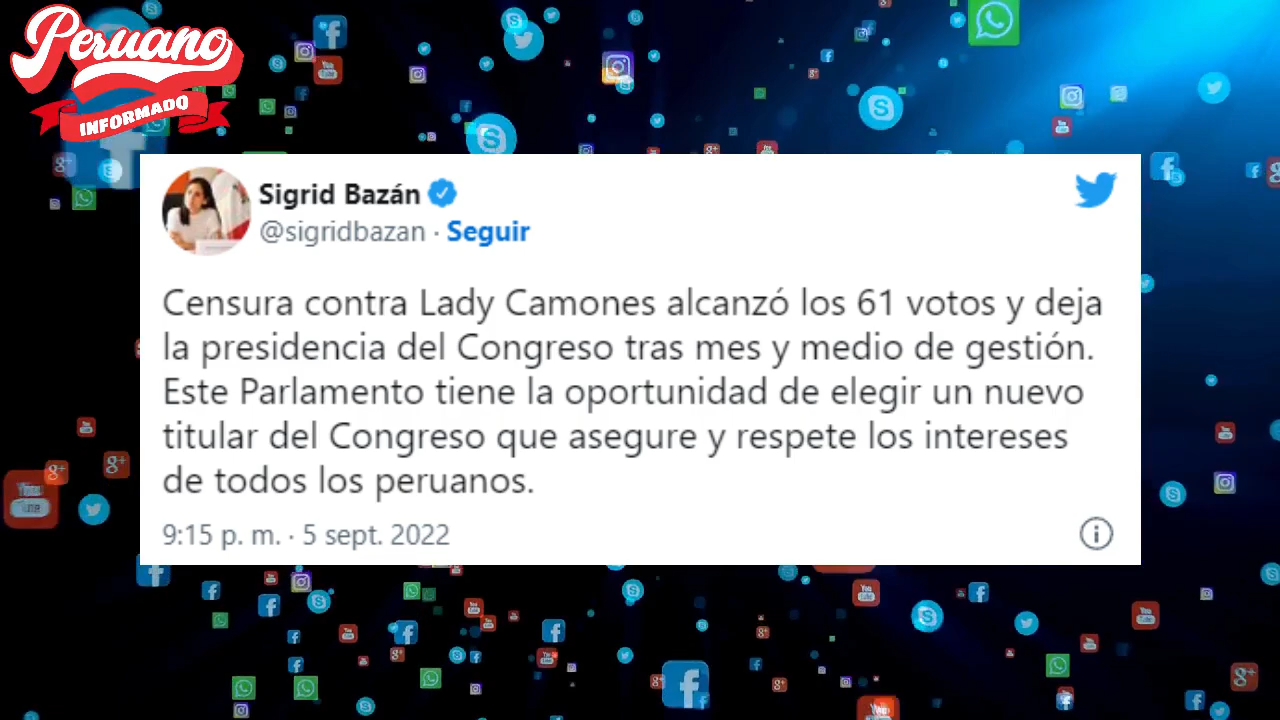 Peruano
INFORMADO
Sigrid Bazán
@sigridbazan · Seguir
Censura contra Lady Camones alcanzó los 61 votos y deja
la presidencia del Congreso tras mes y medio de gestión.
Este Parlamento tiene la oportunidad de elegir un nuevo
titular del Congreso que asegure y respete los intereses
de todos los peruanos.
9:15 p. m. · 5 sept. 2022